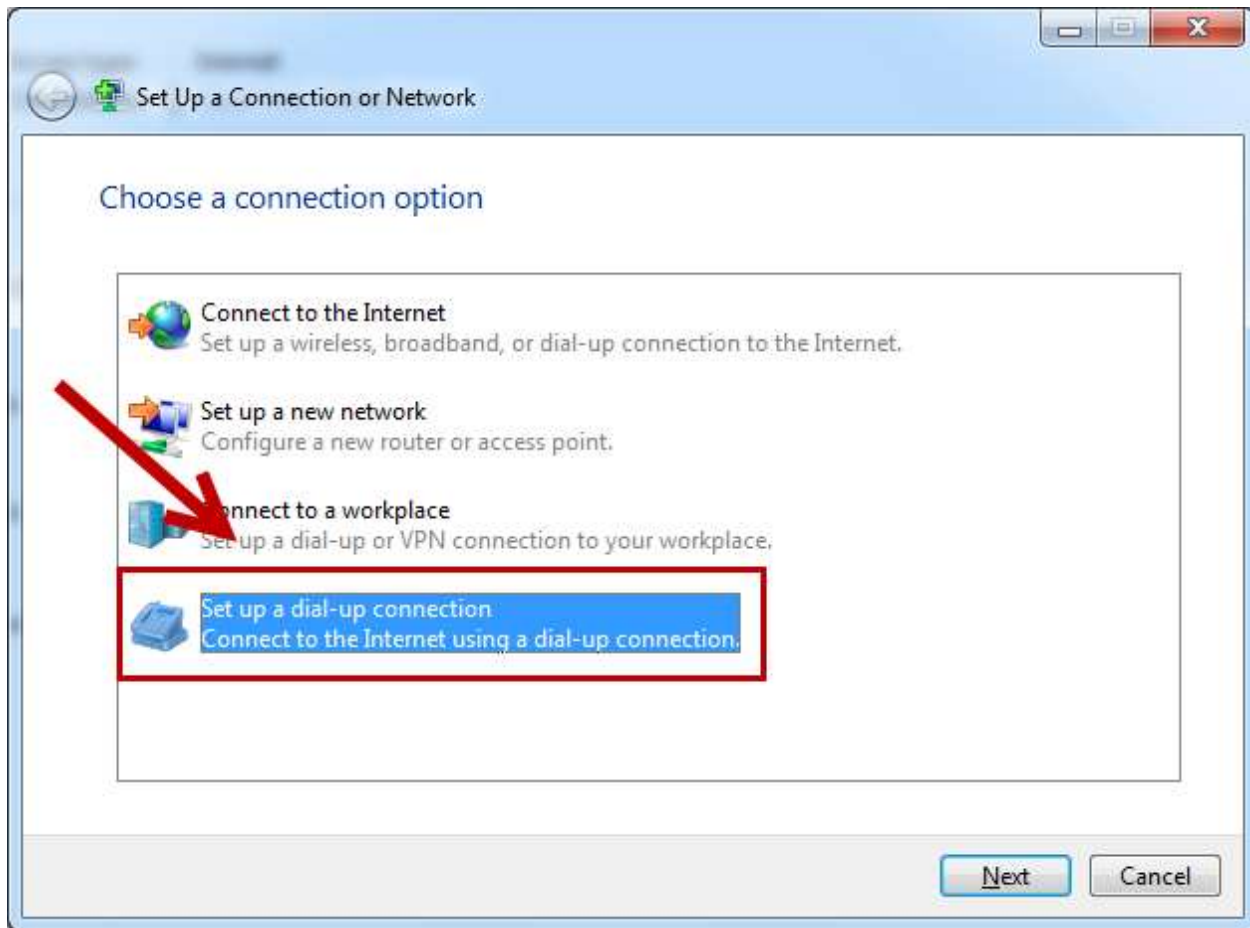 Set Up a Connection or Network
Choose a connection option
Connect to the Internet
Set up a wireless, broadband, or dial-up connection to the Internet.
Set up a new network
Configure a new router or access point.
Connect to a workplace
Set up a dial-up or VPN connection to your workplace.
Set up a dial-up connection
Connect to the Internet using a dial-up connection.
Next
Cancel